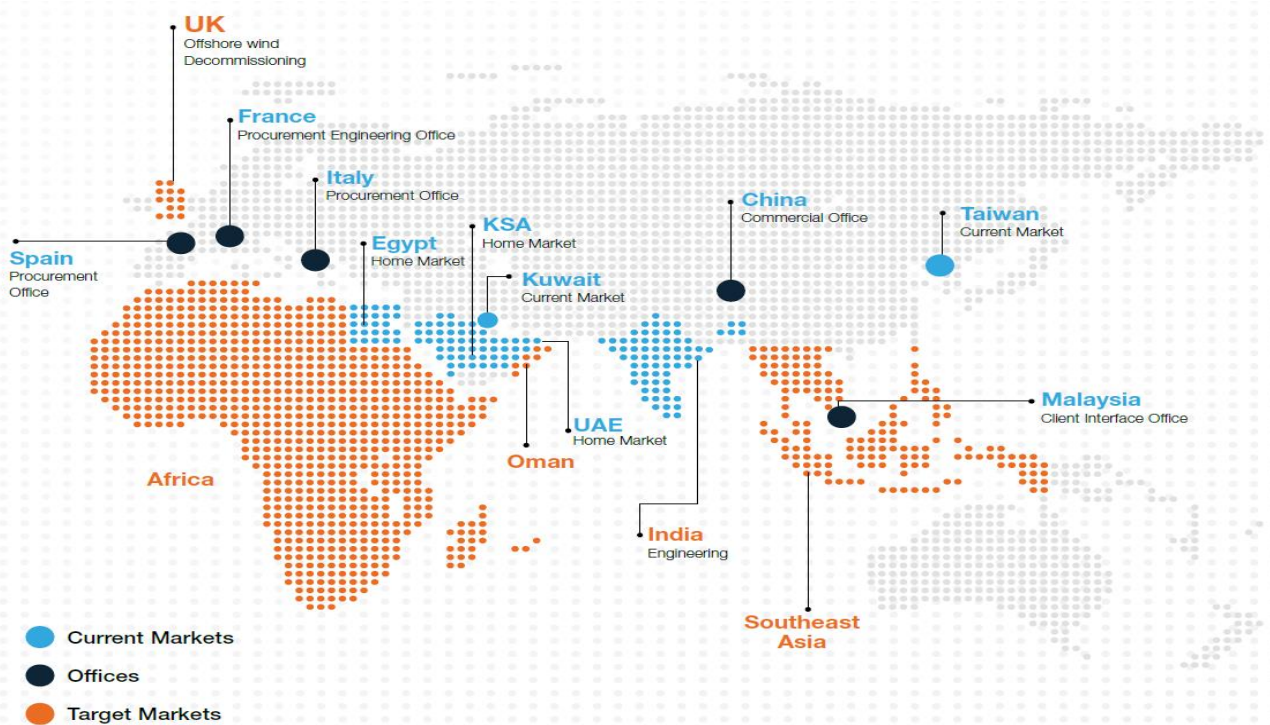 UK
Offshore wind
Decommissioning
France
Procurement Engineering Office
Italy
Procurement Office
Spain
Procurement
Office
Egypt
Home Market
KSA
Home Market
Kuwait
Current Market
China
Commercial Office
Taiwan
Current Market
Malaysia
Client Interface Office
UAE
Home Market
Oman
Africa
India
Engineering
Southeast
Asia
Current Markets
Offices
Target Markets